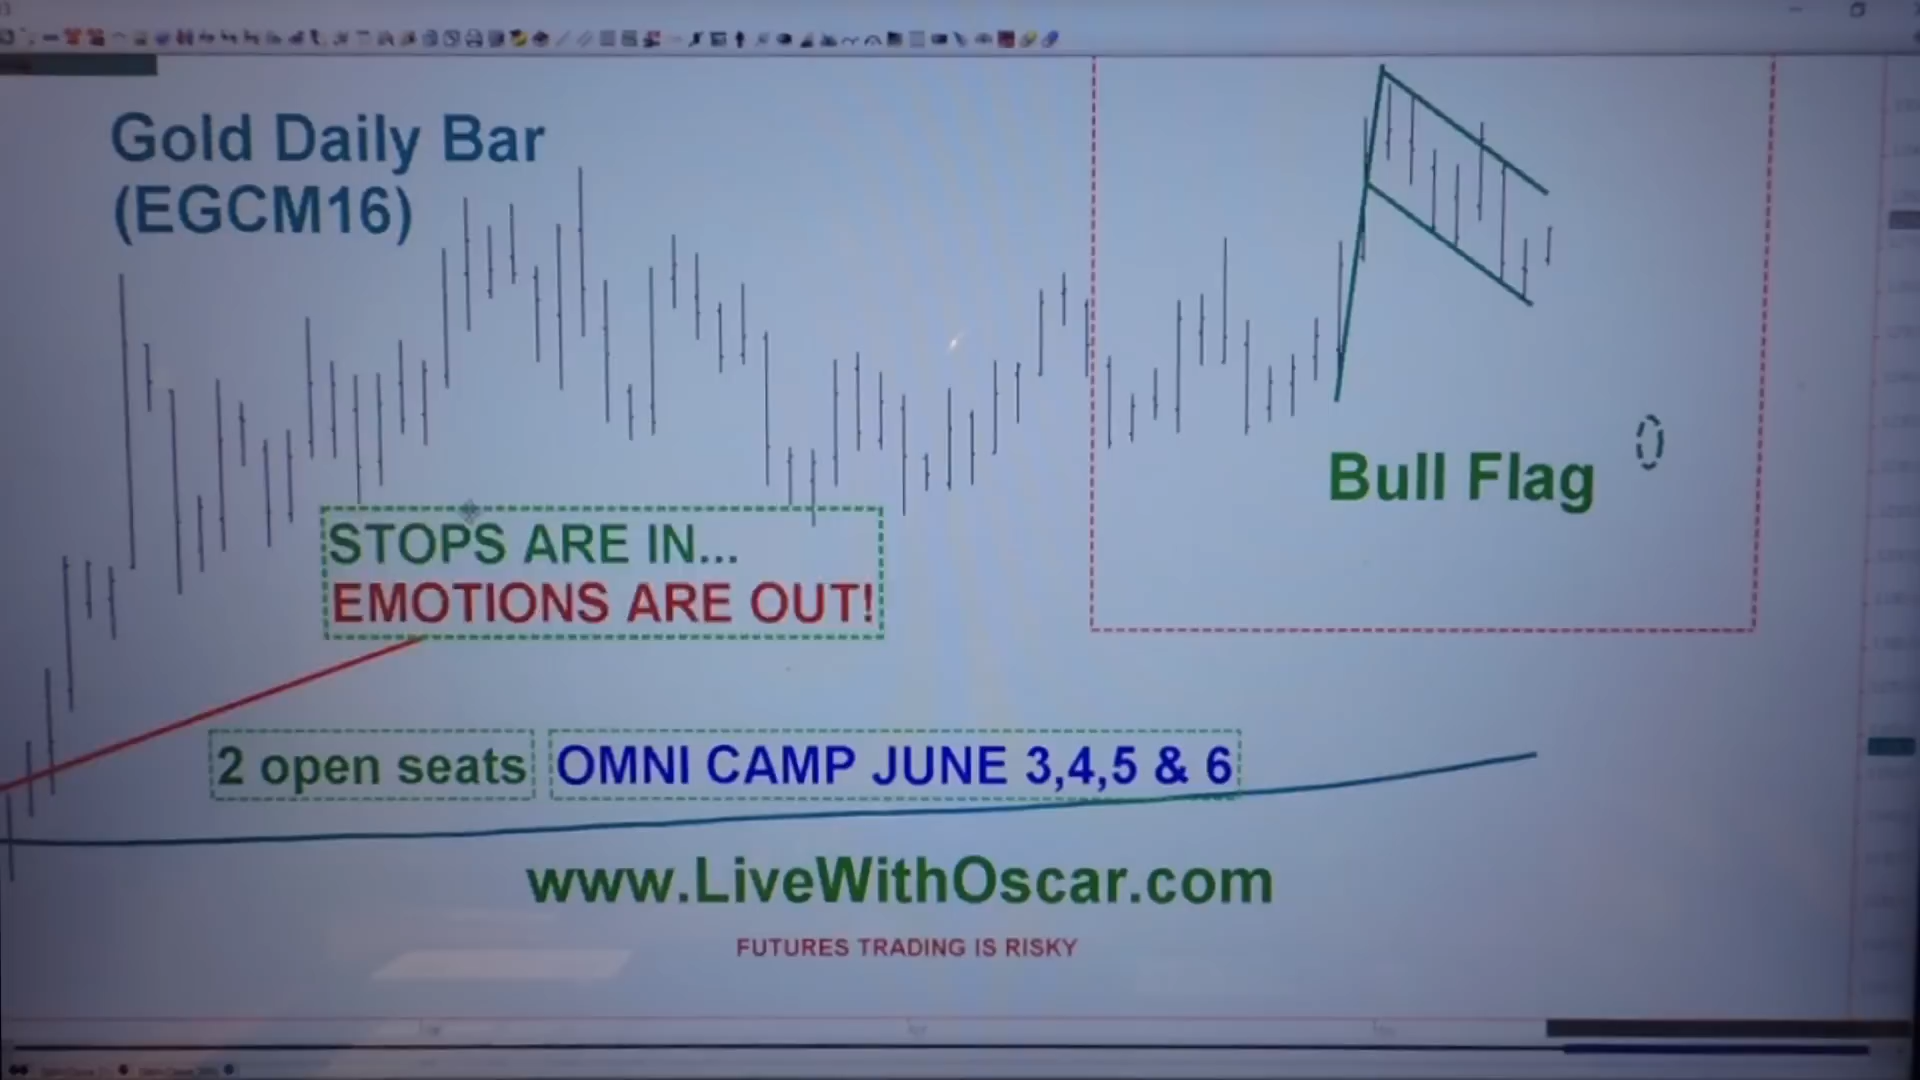 Gold Daily Bar
(EGCM16)
STOPS ARE IN...
EMOTIONS ARE OUT!
Bull Flag
2 open seats
OMNI CAMP JUNE 3,4,5 & 6
www.LiveWithOscar.com
FUTURES TRADING IS RISKY